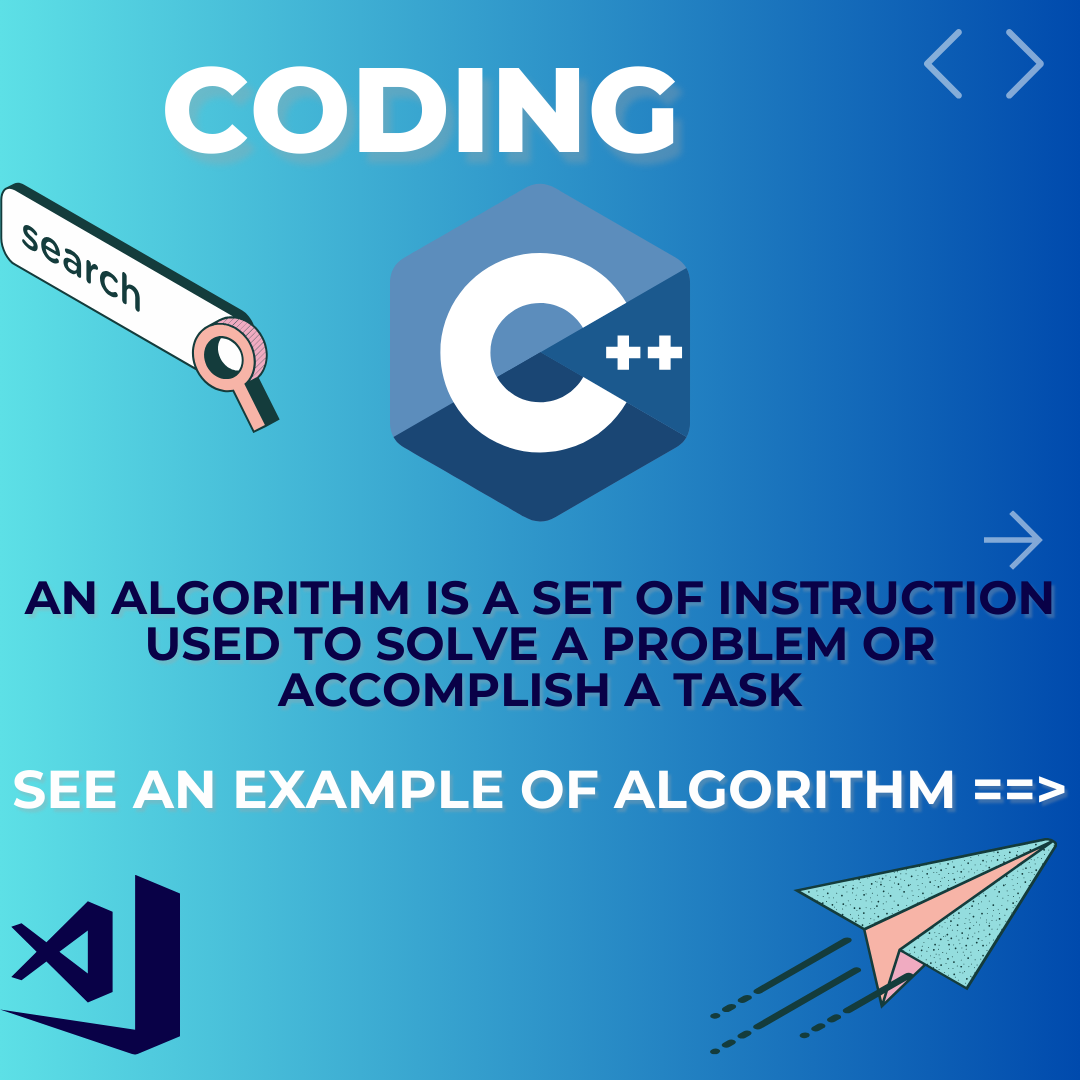 CODING
search
C++
AN ALGORITHM IS A SET OF INSTRUCTION
USED TO SOLVE A PROBLEM OR
ACCOMPLISH A TASK
SEE AN EXAMPLE OF ALGORITHM ==>